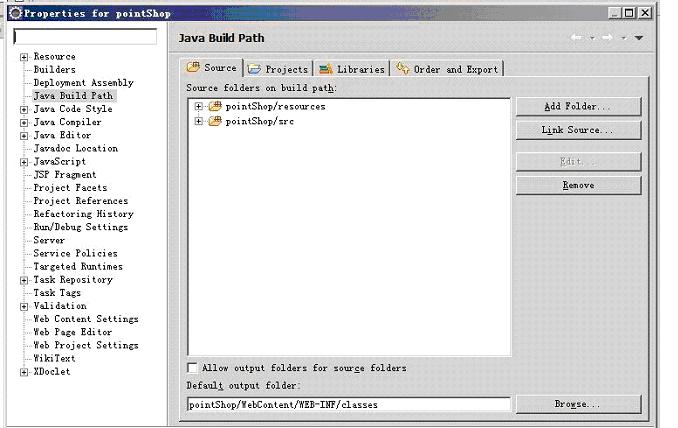 Properties for pointShop
Java Build Path
Resource
Builders
Deployment Assembly
Java Build Path
Java Code Style
Java Compiler
Java Editor
Javadoc Location
JavaScript
JSP Fragment
Project Facets
Project References
Refactoring History
Run/Debug Settings
Server
Service Policies
Targeted Runtimes
Task Repository
Task Tags
Validation
Web Content Settings
Web Page Editor
Web Project Settings
WikiText
XDoclet
Source Projects Libraries Order and Export
Source folders on build path:
pointShop/resources
pointShop/src
Add Folder...
Link Source...
Edit...
Remove
Allow output folders for source folders
Default output folder:
pointShop/WebContent/WEB-INF/classes
Browse...